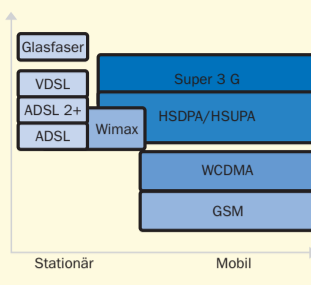 Glasfaser
VDSL
ADSL 2+
ADSL
Wimax
Super 3 G
HSDPA/HSUPA
WCDMA
GSM
Stationär
Mobil